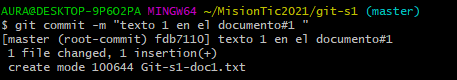 AURA@DESKTOP-9P6O2PA MINGW64 ~/MisionTic2021/git-s1 (master)
$ git commit -m "texto 1 en el documento#1 "
[master (root-commit) fdb7110] texto 1 en el documento#1
 1 file changed, 1 insertion(+)
 create mode 100644 Git-s1-doc1.txt